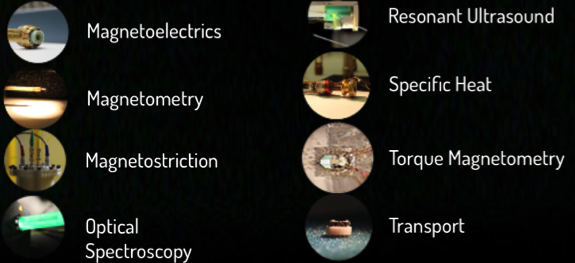 Magnetoelectrics
Magnetometry
Magnetostriction
Optical
Spectroscopy
Resonant Ultrasound
Specific Heat
Torque Magnetometry
Transport